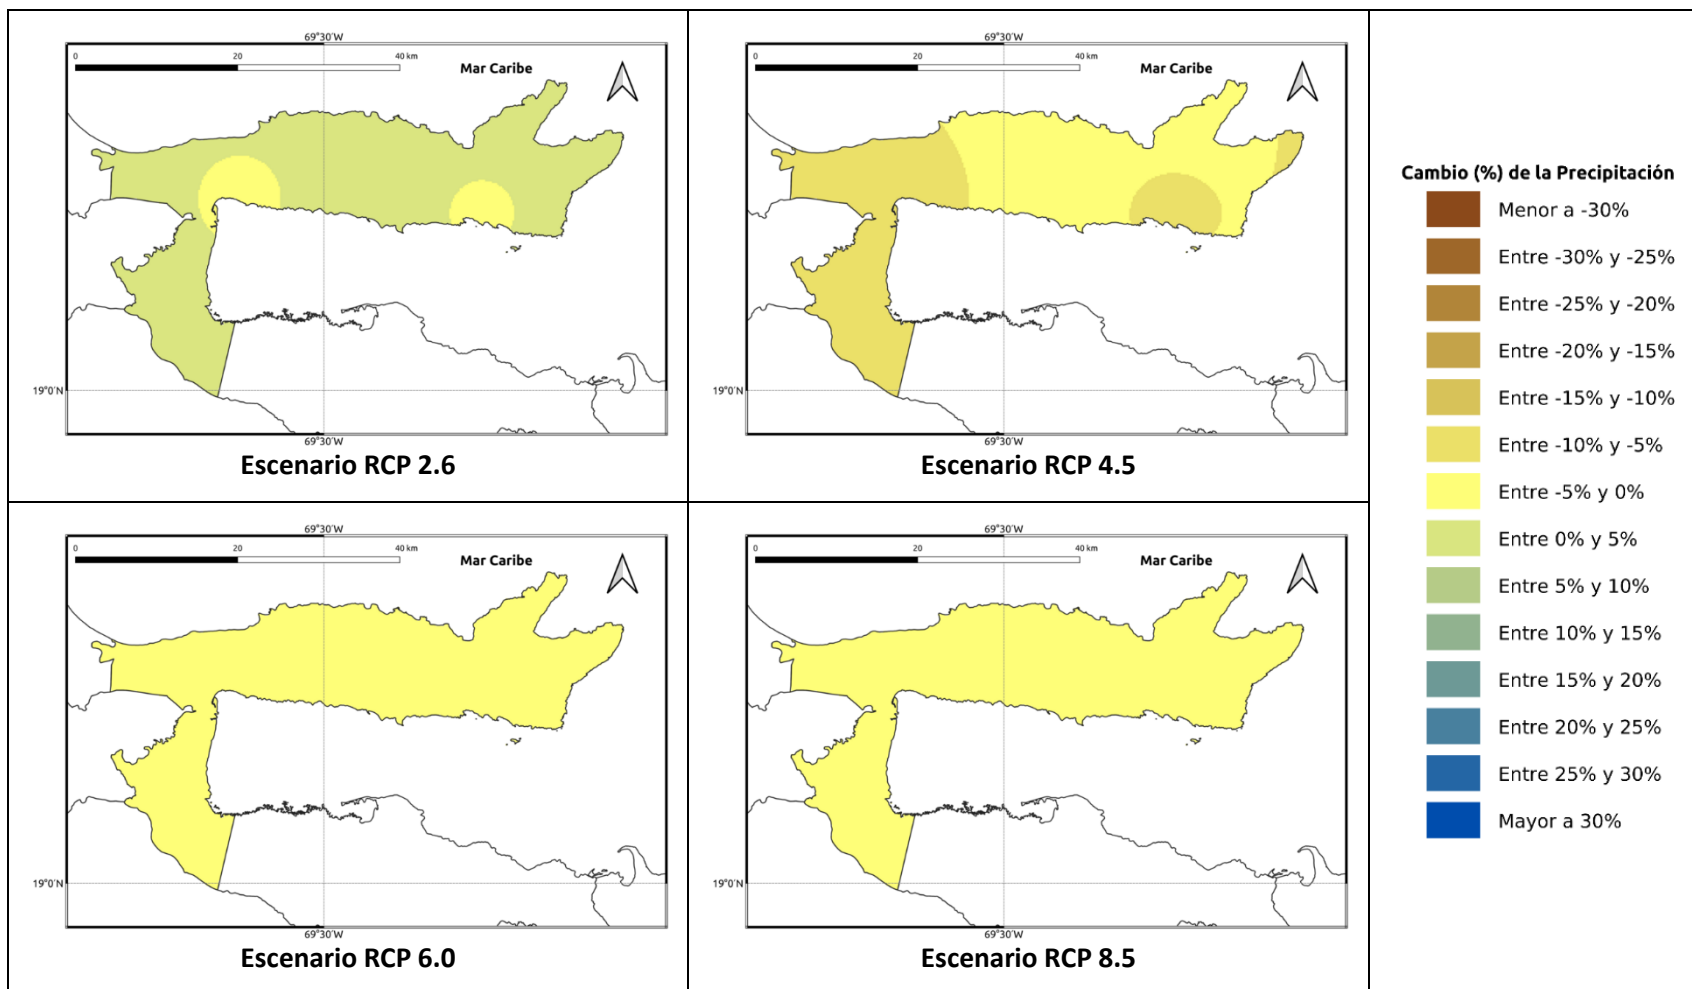 69°30'W
0 20 40 km
Mar Caribe
19°0'N
69°30'W
Escenario RCP 2.6
69°30'W
0 20 40 km
Mar Caribe
19°0'N
69°30'W
Escenario RCP 4.5
69°30'W
0 20 40 km
Mar Caribe
19°0'N
69°30'W
Escenario RCP 6.0
69°30'W
0 20 40 km
Mar Caribe
19°0'N
69°30'W
Escenario RCP 8.5
Cambio (%) de la Precipitación
Menor a -30%
Entre -30% y -25%
Entre -25% y -20%
Entre -20% y -15%
Entre -15% y -10%
Entre -10% y -5%
Entre -5% y 0%
Entre 0% y 5%
Entre 5% y 10%
Entre 10% y 15%
Entre 15% y 20%
Entre 20% y 25%
Entre 25% y 30%
Mayor a 30%